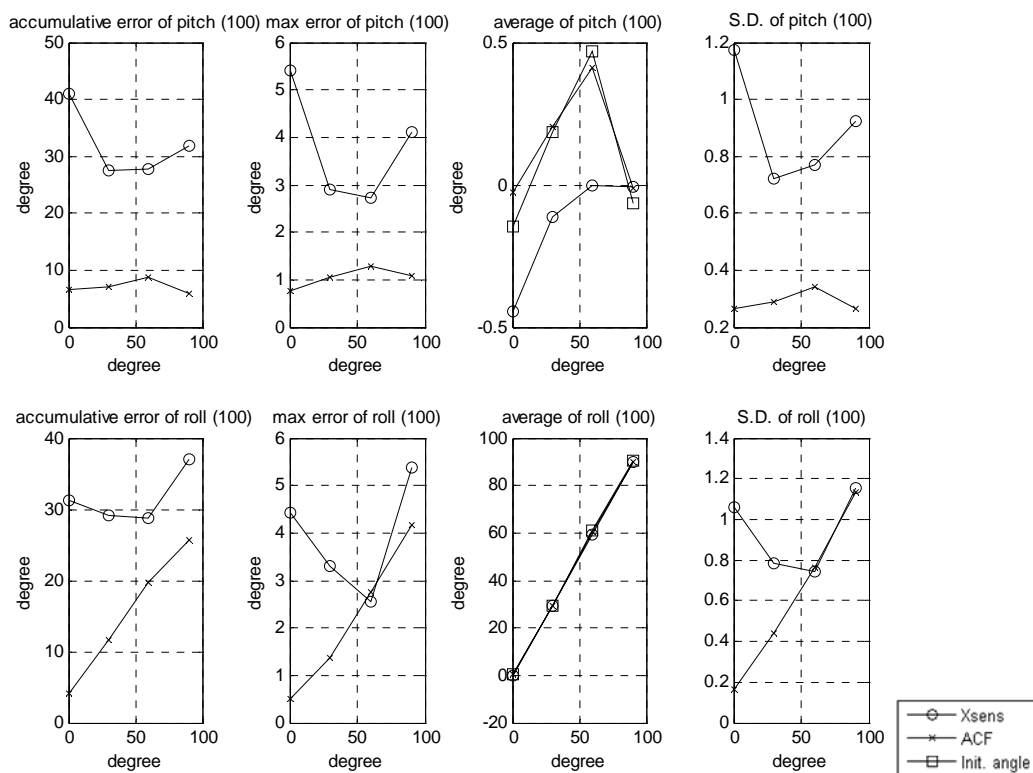 accumulative error of pitch (100)
max error of pitch (100)
average of pitch (100)
S.D. of pitch (100)
50
40
30
20
10
0
degree
0 50 100
degree
6
5
4
3
2
1
0
degree
0 50 100
degree
0.5
0
-0.5
degree
0 50 100
degree
1.2
1
0.8
0.6
0.4
0.2
degree
0 50 100
degree
accumulative error of roll (100)
max error of roll (100)
average of roll (100)
S.D. of roll (100)
40
30
20
10
0
degree
0 50 100
degree
6
5
4
3
2
1
0
degree
0 50 100
degree
100
80
60
40
20
0
-20
degree
0 50 100
degree
1.4
1.2
1
0.8
0.6
0.4
0.2
0
degree
0 50 100
degree
Xsens
ACF
Init. angle